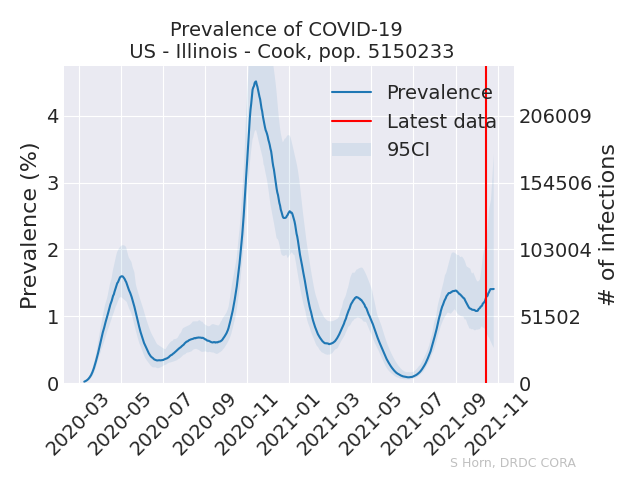 Prevalence of COVID-19
US - Illinois - Cook, pop. 5150233
Prevalence (%)
4
3
2
1
0
Prevalence
Latest data
95CI
206009
154506
103004
51502
0
# of infections
2020-03
2020-05
2020-07
2020-09
2020-11
2021-01
2021-03
2021-05
2021-07
2021-09
2021-11
S Horn, DRDC CORA